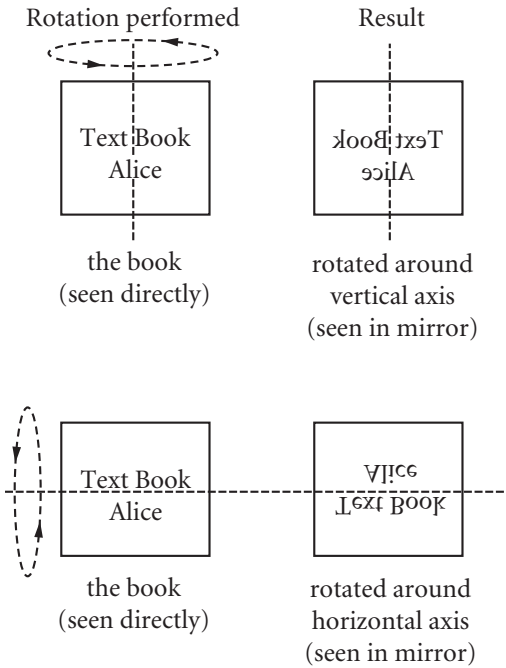 Rotation performed
Result
Text Book
Alice
Text Book
Alice
the book
(seen directly)
rotated around
vertical axis
(seen in mirror)
Text Book
Alice
Alice
Text Book
the book
(seen directly)
rotated around
horizontal axis
(seen in mirror)